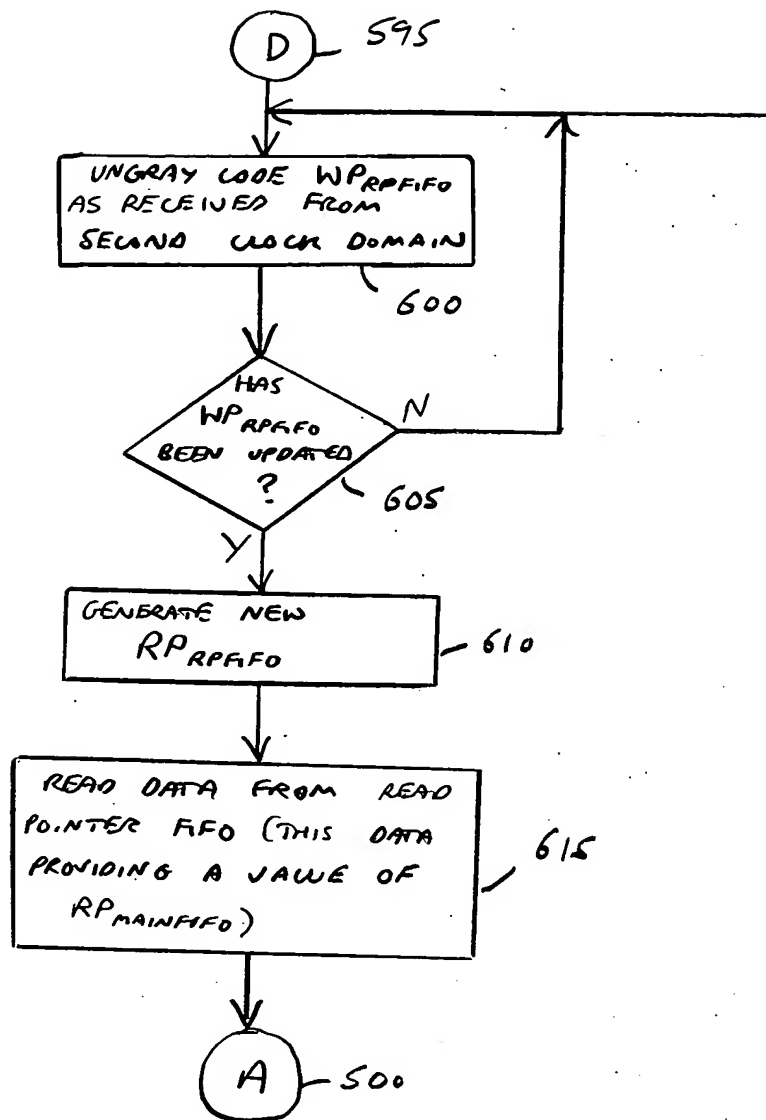 D 595
UNGRAY CODE WPRPFIFO
AS RECEIVED FROM
SECOND CLOCK DOMAIN
600
HAS
WPRPFIFO
BEEN UPDATED
?
N
605
Y
GENERATE NEW
RPRPFIFO
610
READ DATA FROM READ
POINTER FIFO (THIS DATA
PROVIDING A VALUE OF
RPMAINFIFO)
615
A 500